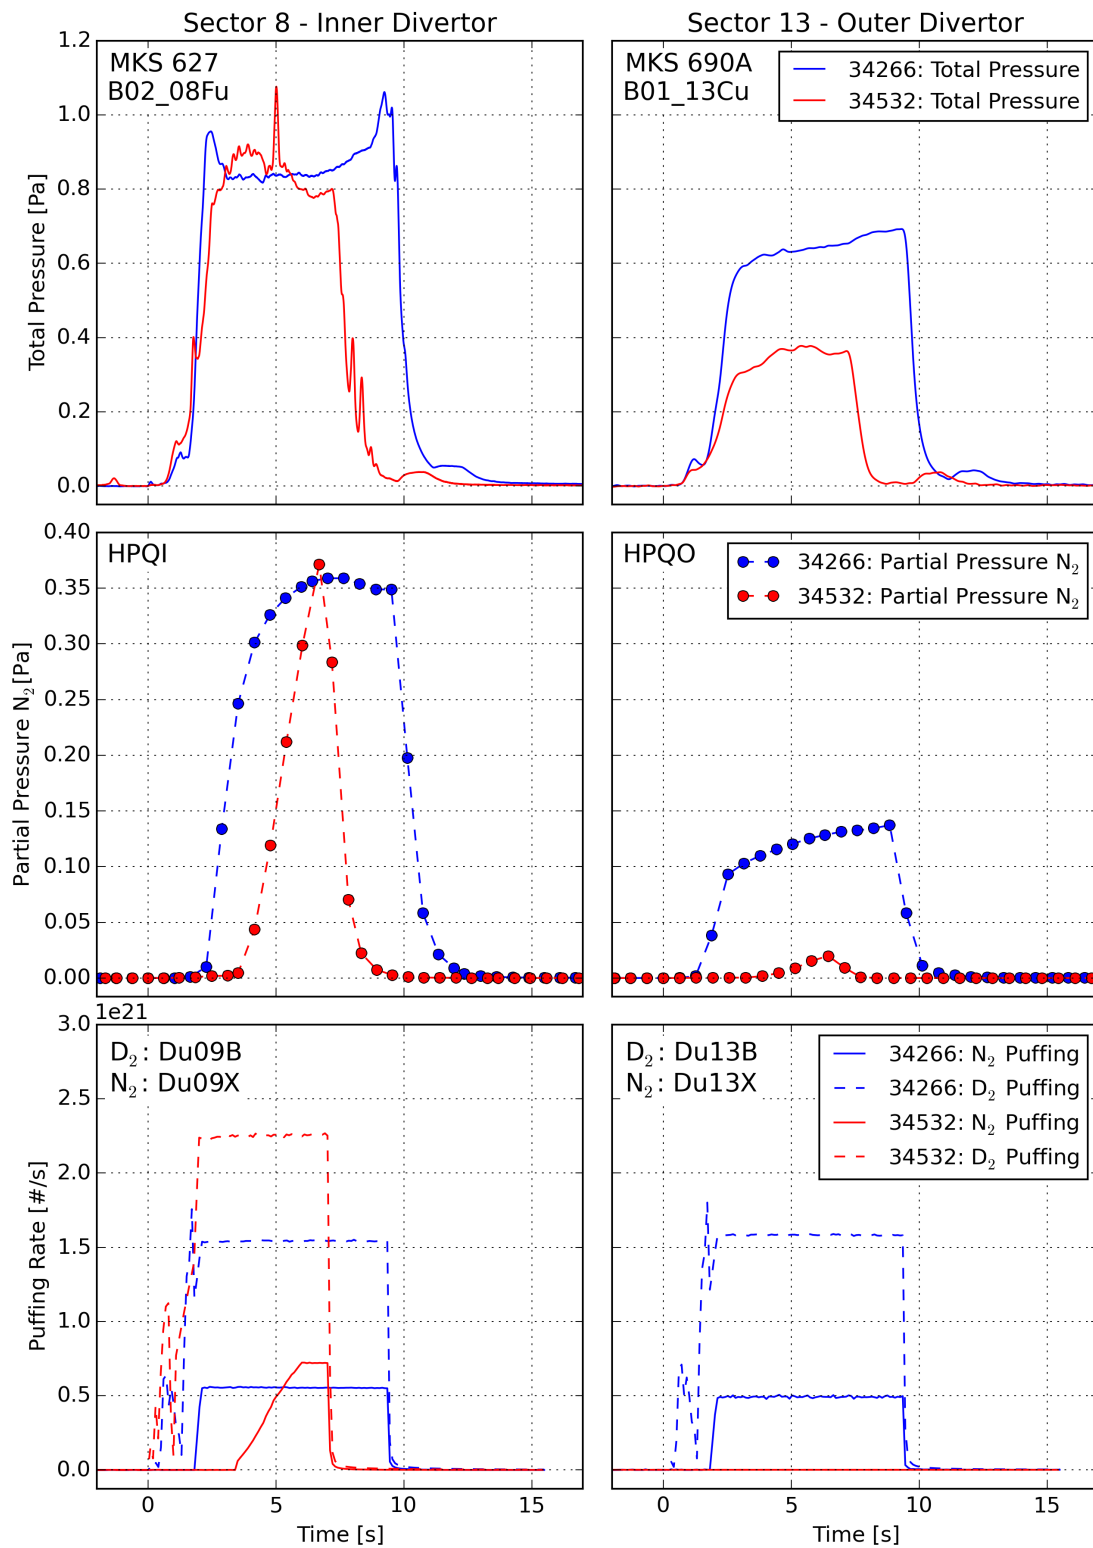 Sector 8 - Inner Divertor
Sector 13 - Outer Divertor
MKS 627
B02_08Fu
1.2
1.0
0.8
0.6
0.4
0.2
0.0
Total Pressure [Pa]
MKS 690A
B01_13Cu
34266: Total Pressure
34532: Total Pressure
HPQI
0.40
0.35
0.30
0.25
0.20
0.15
0.10
0.05
0.00
Partial Pressure N₂[Pa]
HPQO
34266: Partial Pressure N₂
34532: Partial Pressure N₂
1e21
D₂: Du09B
N₂: Du09X
3.0
2.5
2.0
1.5
1.0
0.5
0.0
Puffing Rate [#/s]
0 5 10 15
Time [s]
D₂: Du13B
N₂: Du13X
34266: N₂ Puffing
34266: D₂ Puffing
34532: N₂ Puffing
34532: D₂ Puffing
0 5 10 15
Time [s]